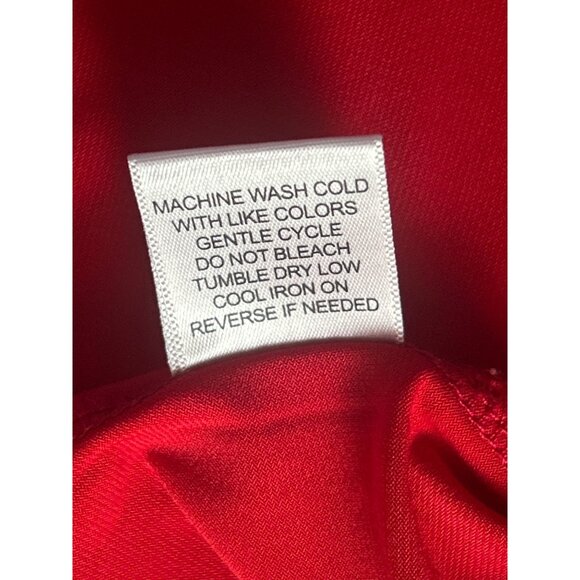 MACHINE WASH COLD
WITH LIKE COLORS
GENTLE CYCLE
DO NOT BLEACH
TUMBLE DRY LOW
COOL IRON ON
REVERSE IF NEEDED